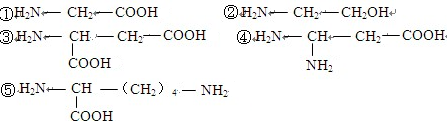 ①H₂N—CH₂—COOH ②H₂N—CH₂—CH₂OH
③H₂N—CH—CH₂—COOH ④H₂N—CH—CH₂—COOH
COOH NH₂
⑤H₂N—CH—(CH₂)₄—NH₂
COOH